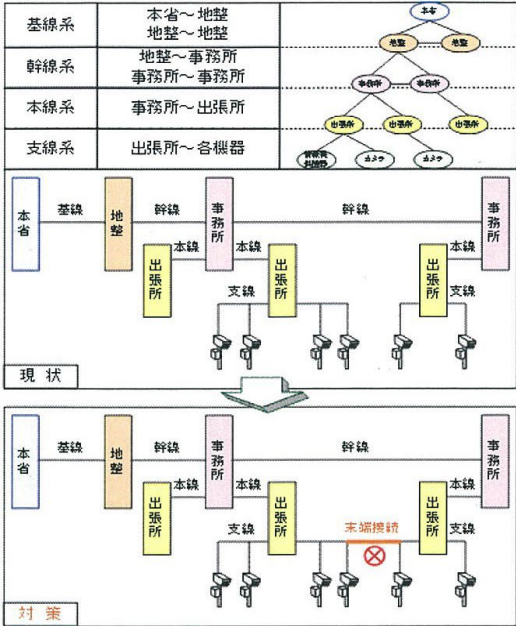 基線系
本省～地整
地整～地整
幹線系
地整～事務所
事務所～事務所
本線系
事務所～出張所
支線系
出張所～各機器
本省
地整
地整
事務所
事務所
出張所
出張所
出張所
カメラ
カメラ
本省
基線
地整
幹線
事務所
幹線
事務所
本線
本線
本線
出張所
出張所
出張所
支線
支線
現状
本省
基線
地整
幹線
事務所
幹線
事務所
本線
本線
本線
出張所
出張所
出張所
支線
末端接続
支線
対策